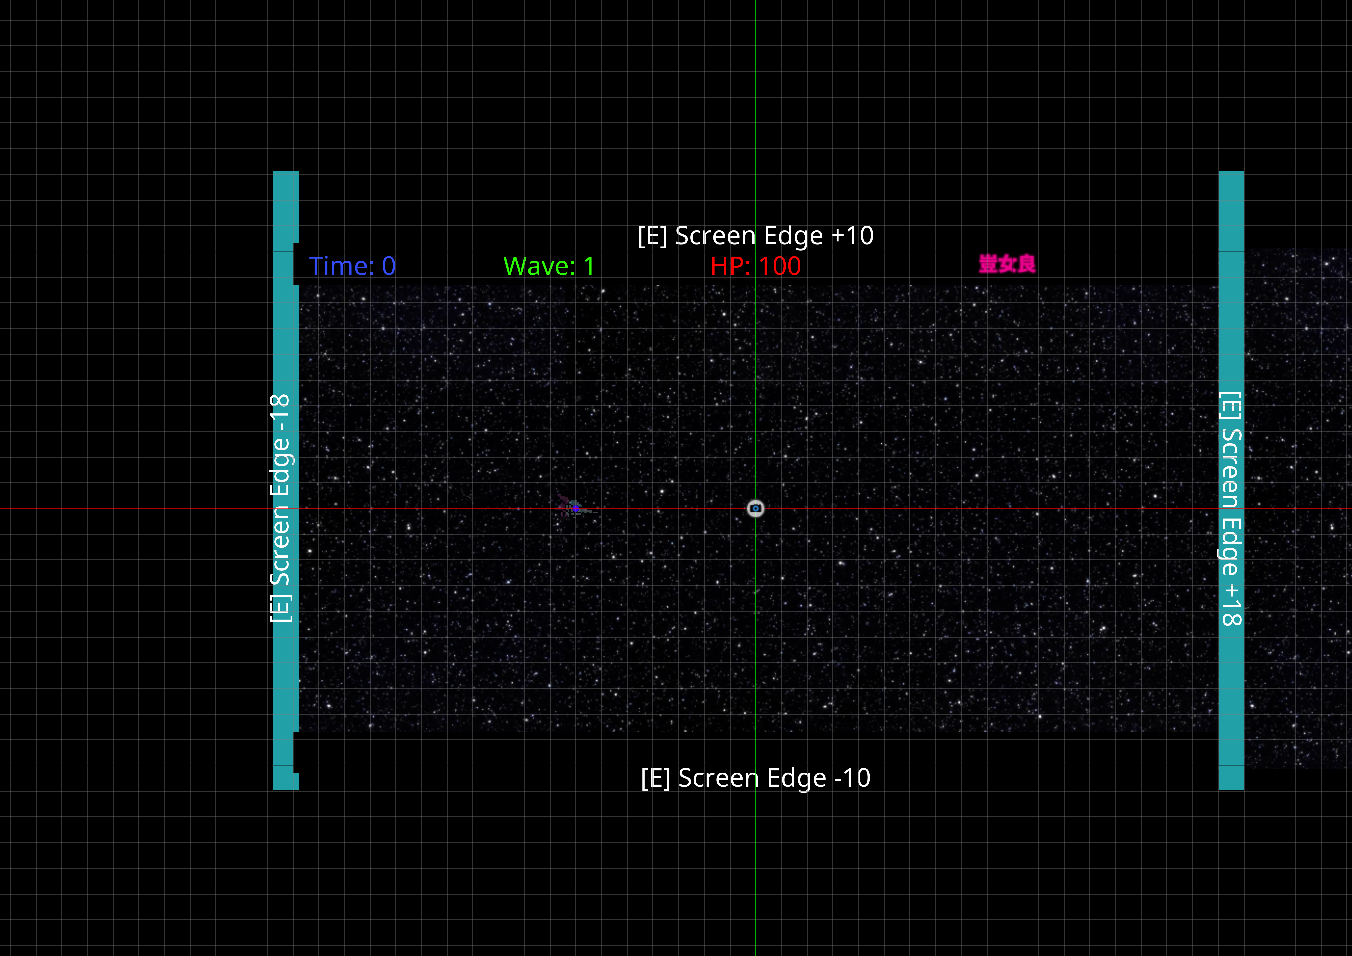 [E] Screen Edge +10
Time: 0
Wave: 1
HP: 100
豈女良
[E] Screen Edge -18
[E] Screen Edge +18
[E] Screen Edge -10